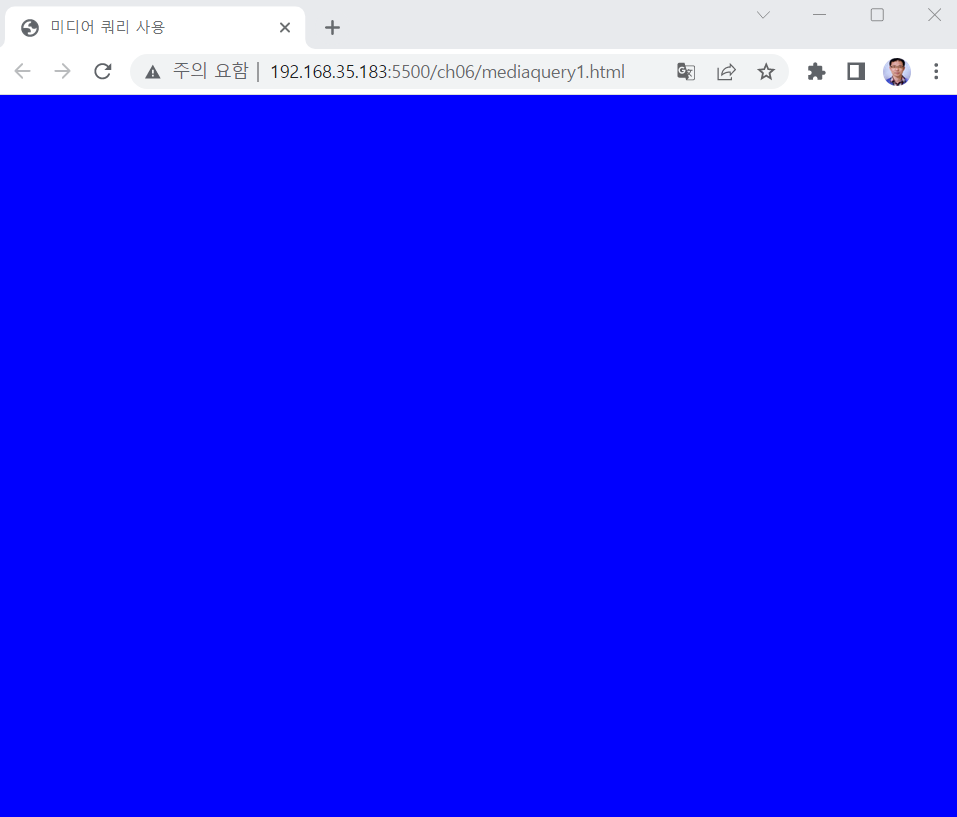 미디어 쿼리 사용
주의 요함 | 192.168.35.183:5500/ch06/mediaquery1.html